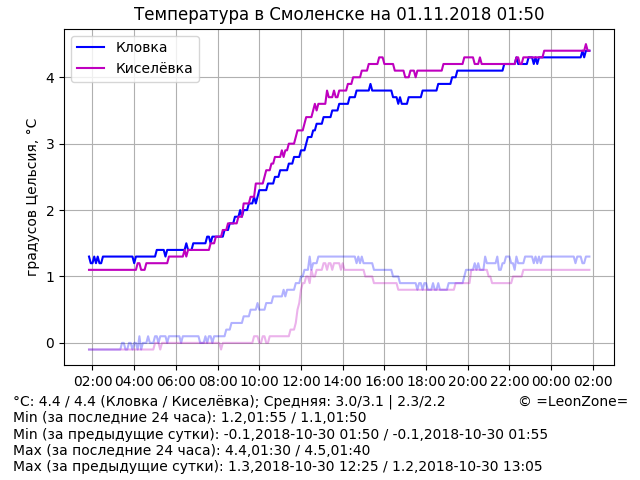 Температура в Смоленске на 01.11.2018 01:50
Кловка
Киселёвка
градусов Цельсия, °C
4
3
2
1
0
02:00 04:00 06:00 08:00 10:00 12:00 14:00 16:00 18:00 20:00 22:00 00:00 02:00
°C: 4.4 / 4.4 (Кловка / Киселёвка); Средняя: 3.0/3.1 | 2.3/2.2 © =LeonZone=
Min (за последние 24 часа): 1.2,01:55 / 1.1,01:50
Min (за предыдущие сутки): -0.1,2018-10-30 01:50 / -0.1,2018-10-30 01:55
Max (за последние 24 часа): 4.4,01:30 / 4.5,01:40
Max (за предыдущие сутки): 1.3,2018-10-30 12:25 / 1.2,2018-10-30 13:05